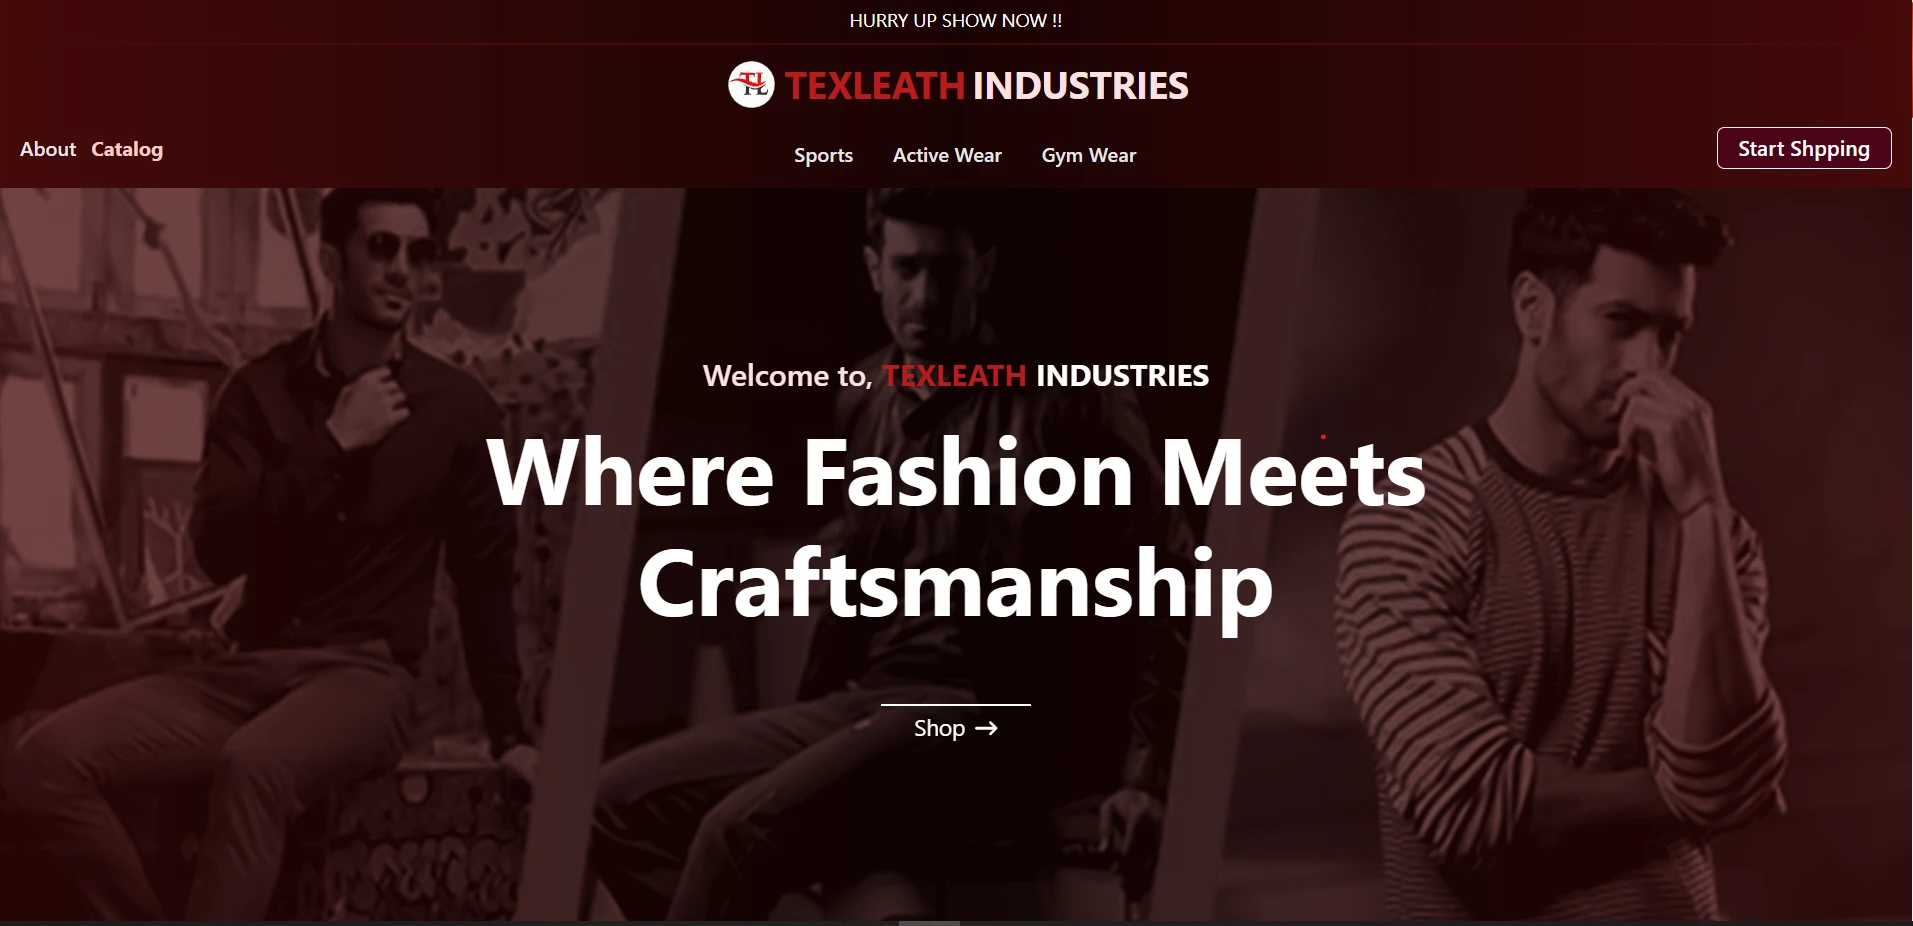 HURRY UP SHOW NOW !!
TL TEXLEATH INDUSTRIES
About Catalog
Sports Active Wear Gym Wear
Start Shpping
Welcome to, TEXLEATH INDUSTRIES
Where Fashion Meets
Craftsmanship
Shop →